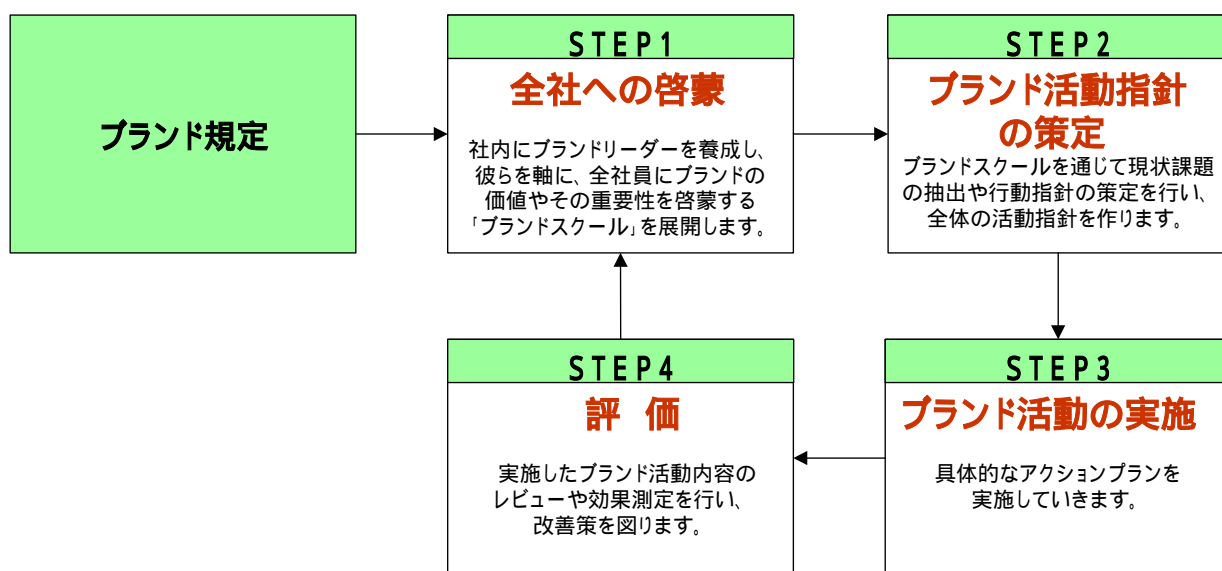 ブランド規定
STEP1
全社への啓蒙
社内にブランドリーダーを養成し、
彼らを軸に、全社員にブランドの
価値やその重要性を啓蒙する
「ブランドスクール」を展開します。
STEP2
ブランド活動指針
の策定
ブランドスクールを通じて現状課題
の抽出や行動指針の策定を行い、
全体の活動指針を作ります。
STEP3
ブランド活動の実施
具体的なアクションプランを
実施していきます。
STEP4
評 価
実施したブランド活動内容の
レビューや効果測定を行い、
改善策を図ります。